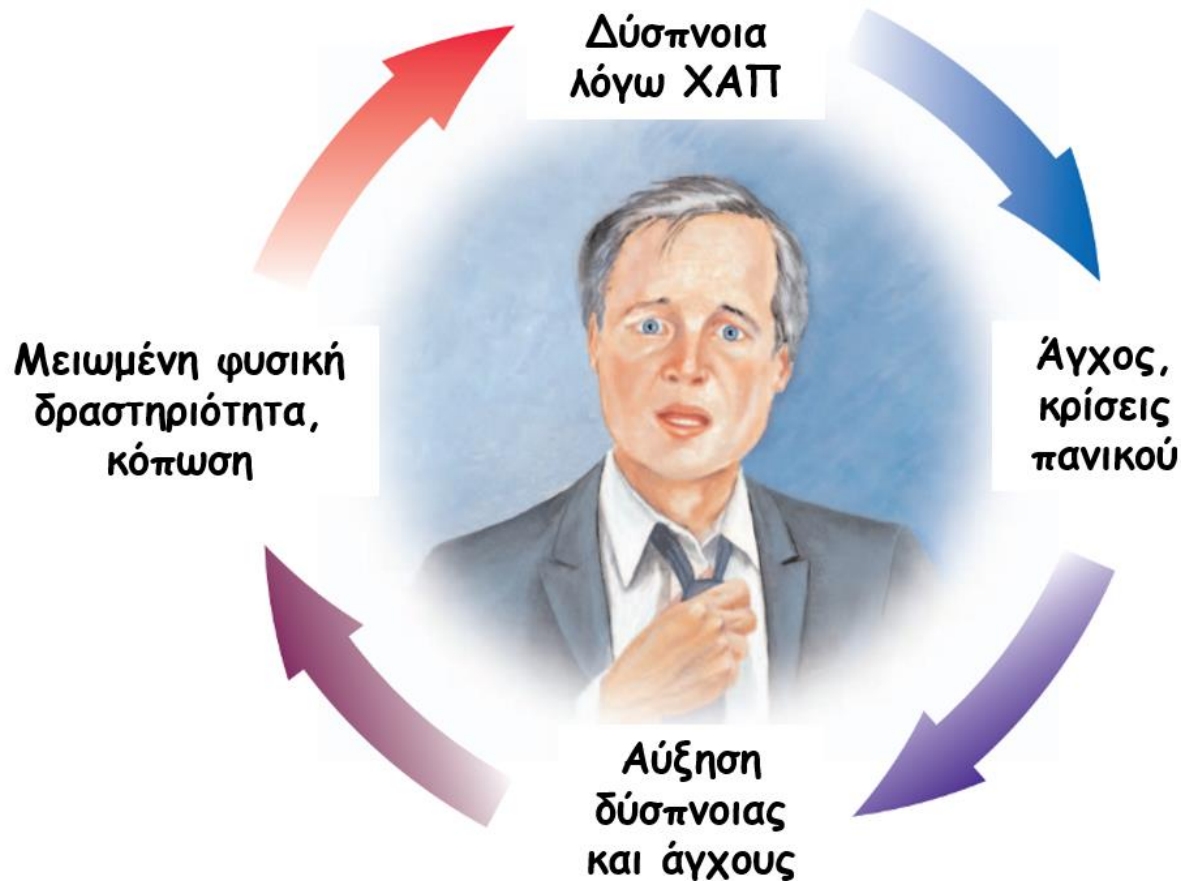 Δύσπνοια
λόγω ΧΑΠ
Άγχος,
κρίσεις
πανικού
Αύξηση
δύσπνοιας
και άγχους
Μειωμένη φυσική
δραστηριότητα,
κόπωση